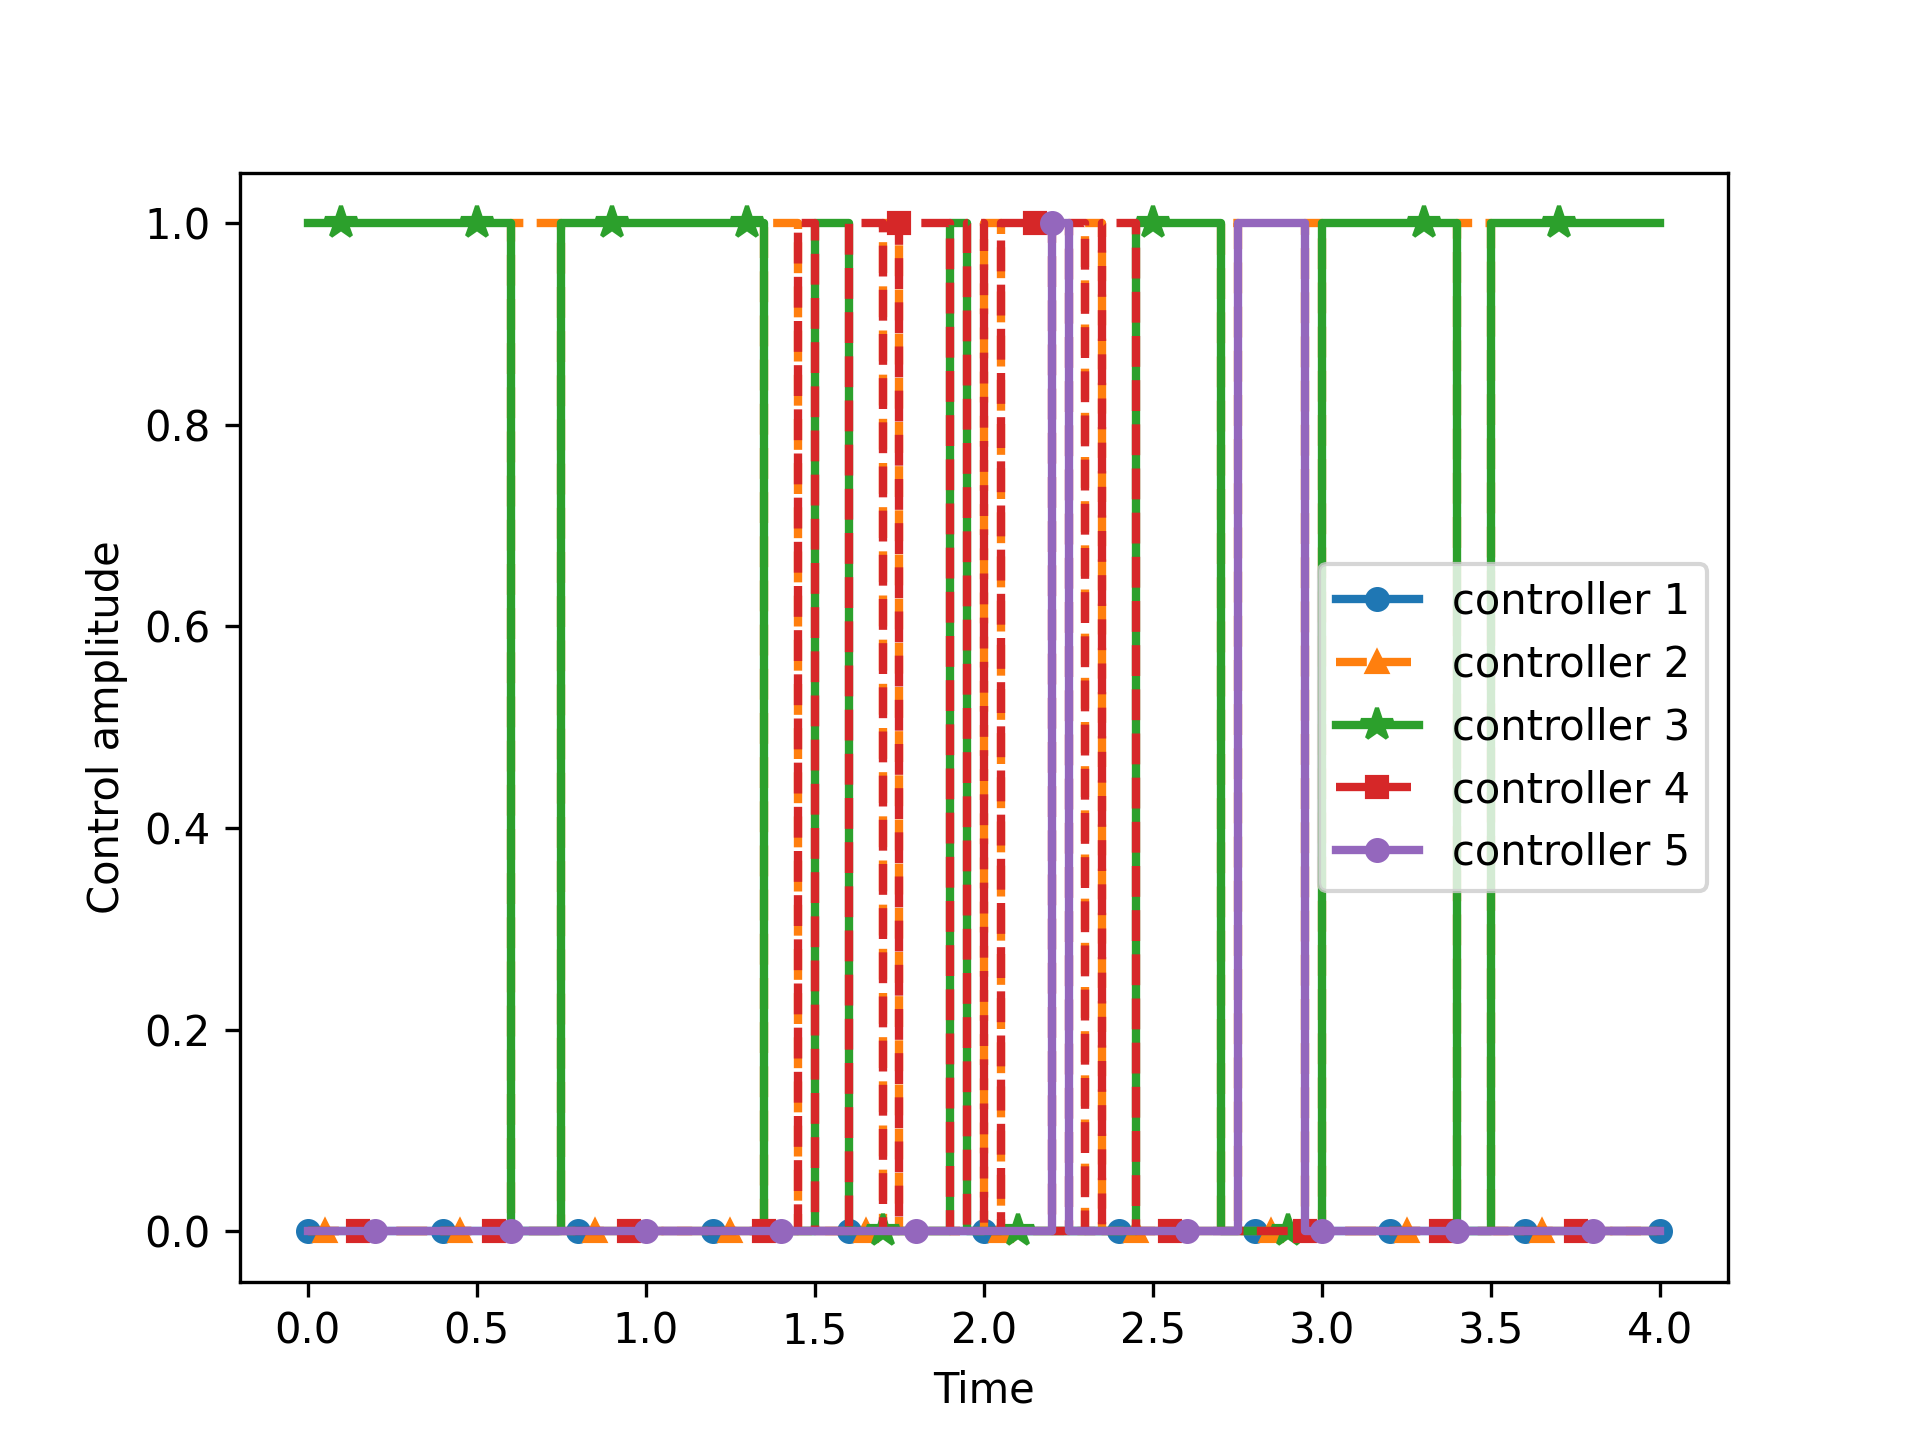 Control amplitude
1.0
0.8
0.6
0.4
0.2
0.0
controller 1
controller 2
controller 3
controller 4
controller 5
0.0 0.5 1.0 1.5 2.0 2.5 3.0 3.5 4.0
Time